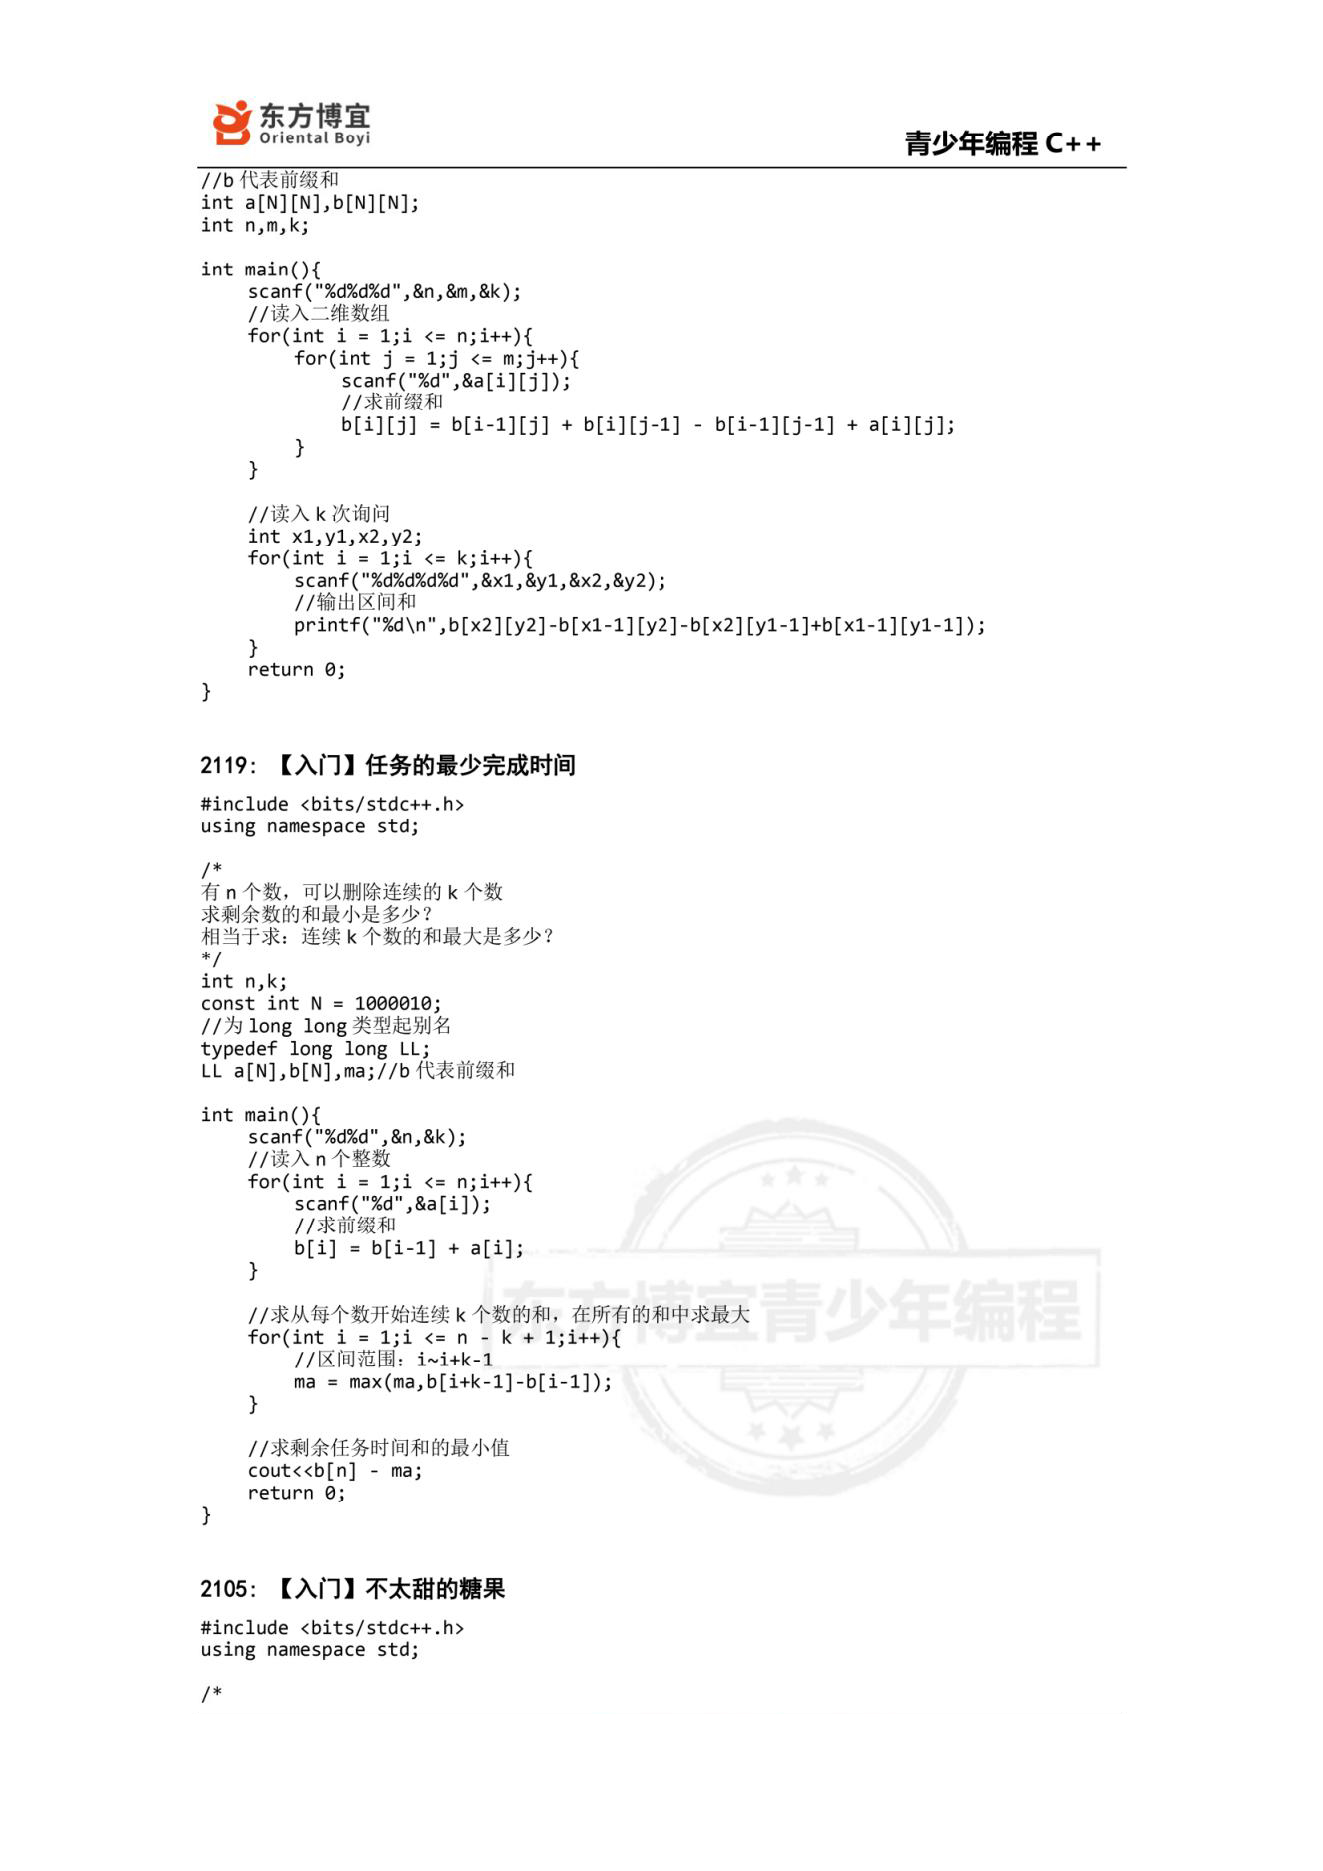 东方博宜
Oriental Boyi
青少年编程 C++
//b 代表前缀和
int a[N][N],b[N][N];
int n,m,k;
int main(){
scanf("%d%d%d",&n,&m,&k);
//读入二维数组
for(int i = 1;i <= n;i++){
for(int j = 1;j <= m;j++){
scanf("%d",&a[i][j]);
//求前缀和
b[i][j] = b[i-1][j] + b[i][j-1] - b[i-1][j-1] + a[i][j];
}
}
//读入 k 次询问
int x1,y1,x2,y2;
for(int i = 1;i <= k;i++){
scanf("%d%d%d%d",&x1,&y1,&x2,&y2);
//输出区间和
printf("%d\n",b[x2][y2]-b[x1-1][y2]-b[x2][y1-1]+b[x1-1][y1-1]);
}
return 0;
}
2119: 【入门】任务的最少完成时间
#include <bits/stdc++.h>
using namespace std;
/*
有 n 个数，可以删除连续的 k 个数
求剩余数的和最小是多少？
相当于求：连续 k 个数的和最大是多少？
*/
int n,k;
const int N = 1000010;
//为 long long 类型起别名
typedef long long LL;
LL a[N],b[N],ma;//b 代表前缀和
int main(){
scanf("%d%d",&n,&k);
//读入 n 个整数
for(int i = 1;i <= n;i++){
scanf("%d",&a[i]);
//求前缀和
b[i] = b[i-1] + a[i];
}
//求从每个数开始连续 k 个数的和，在所有的和中求最大
for(int i = 1;i <= n - k + 1;i++){
//区间范围：i~i+k-1
ma = max(ma,b[i+k-1]-b[i-1]);
}
//求剩余任务时间和的最小值
cout<<b[n] - ma;
return 0;
}
东方博宜青少年编程
2105: 【入门】不太甜的糖果
#include <bits/stdc++.h>
using namespace std;
/*